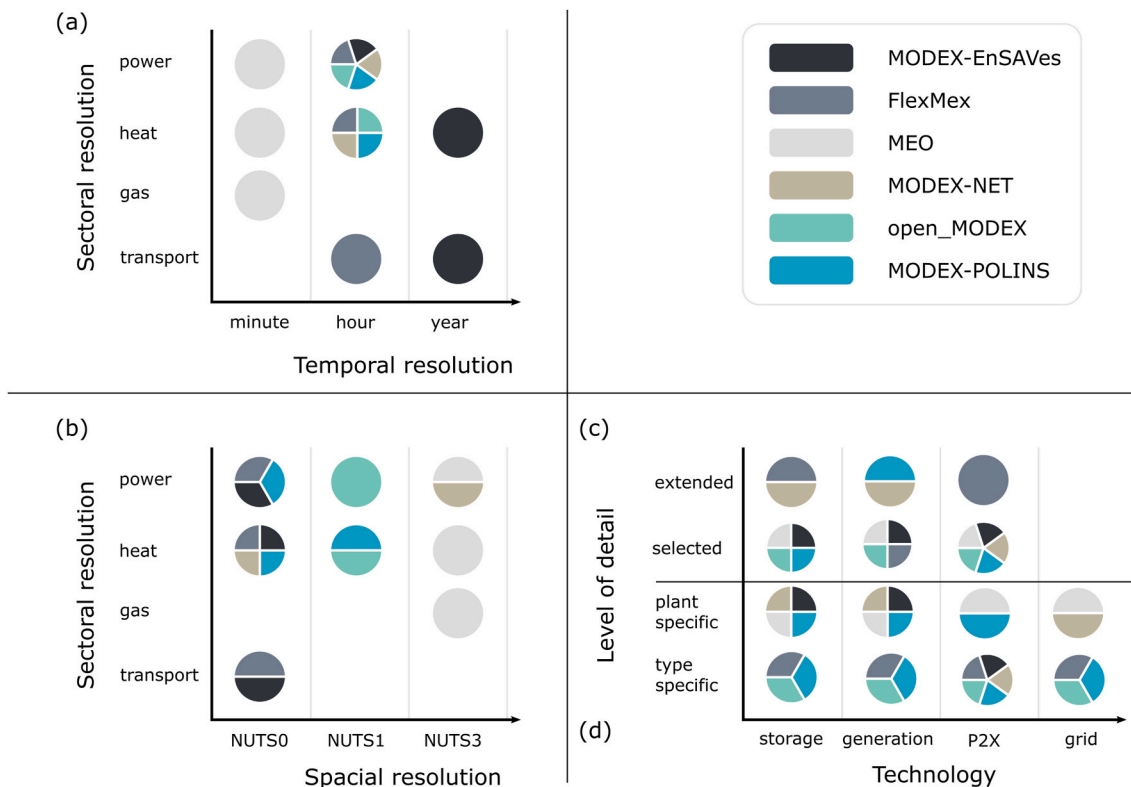 (a)
Sectoral resolution
power
heat
gas
transport
minute
hour
year
Temporal resolution
MODEX-EnSAVes
FlexMex
MEO
MODEX-NET
open_MODEX
MODEX-POLINS
(b)
Sectoral resolution
power
heat
gas
transport
NUTS0
NUTS1
NUTS3
Spacial resolution
(c)
Level of detail
extended
selected
plant
specific
type
specific
(d)
storage
generation
P2X
grid
Technology